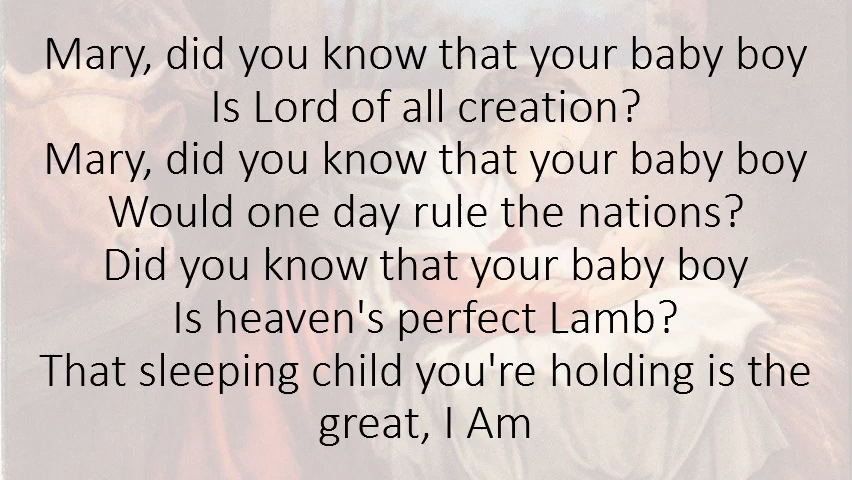 Mary, did you know that your baby boy
Is Lord of all creation?
Mary, did you know that your baby boy
Would one day rule the nations?
Did you know that your baby boy
Is heaven's perfect Lamb?
That sleeping child you're holding is the
great, I Am